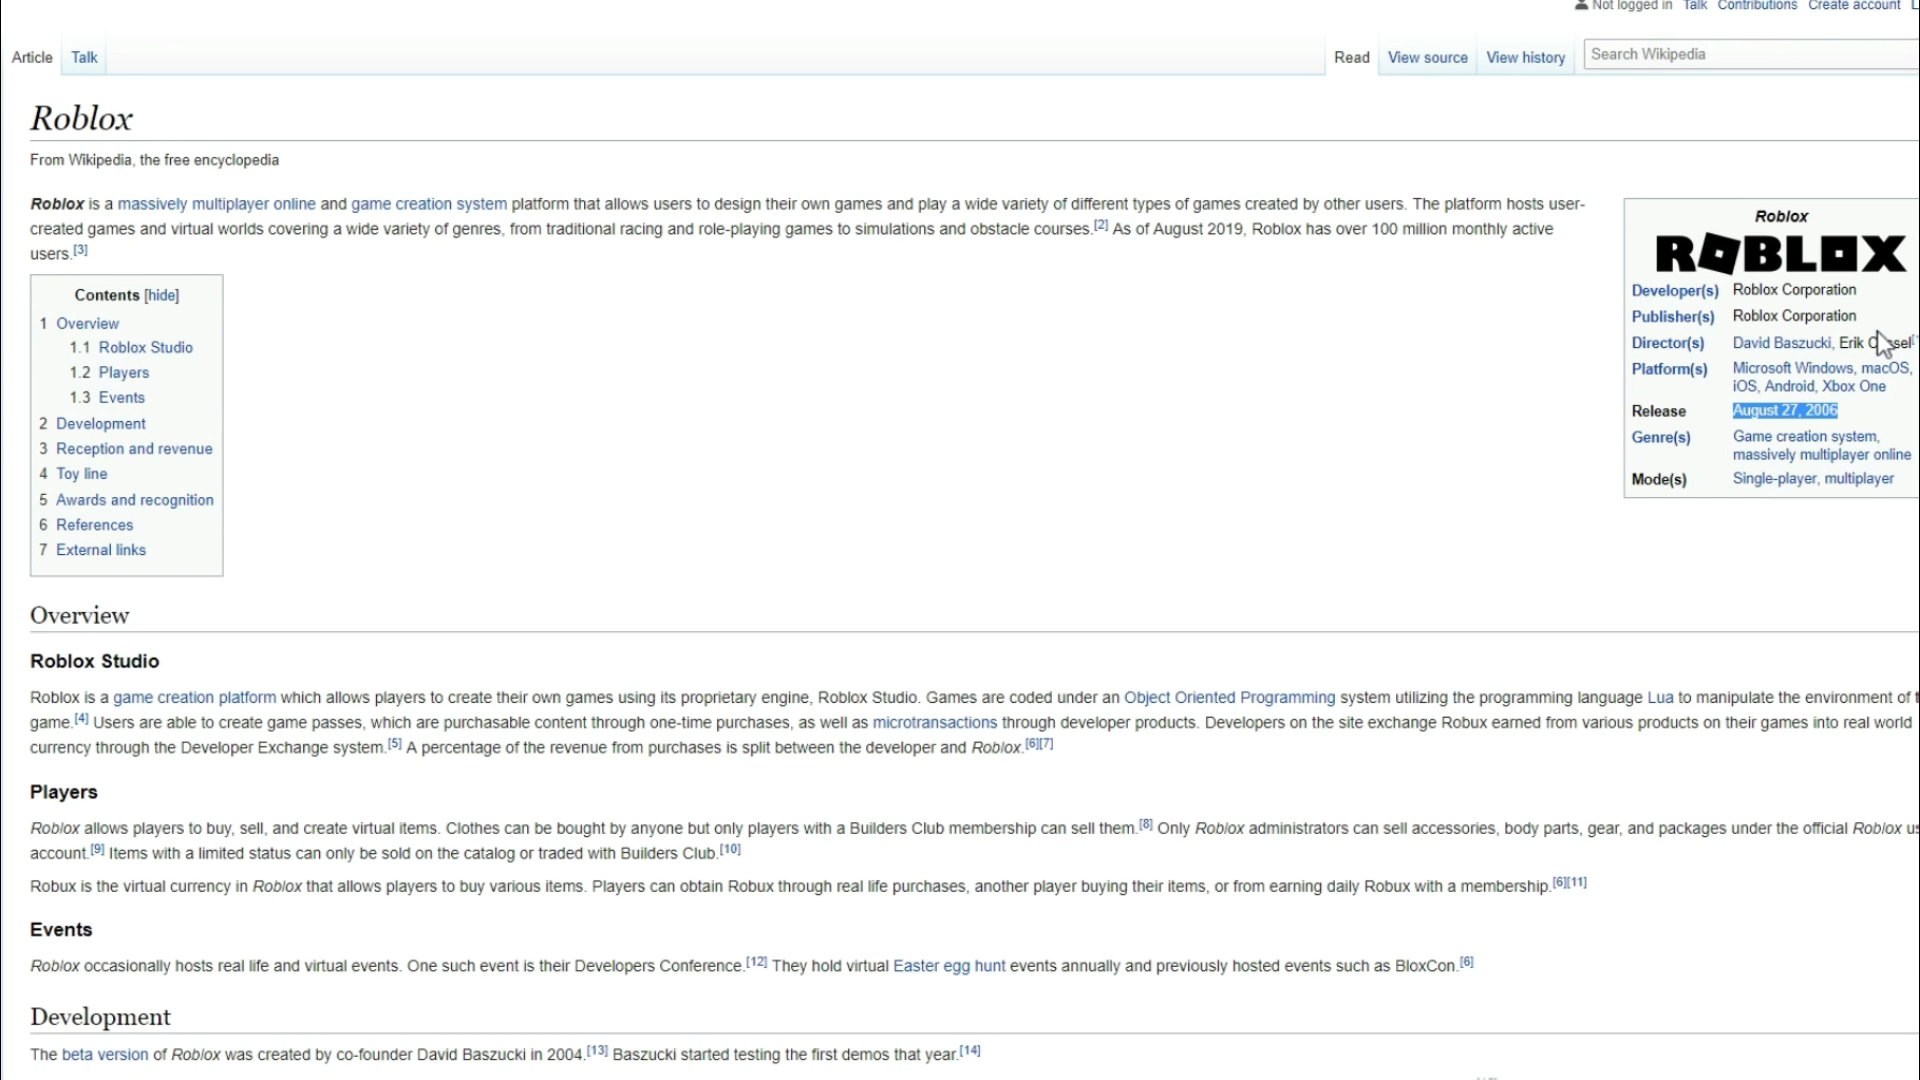 Not logged in Talk Contributions Create account
Article Talk Read View source View history Search Wikipedia
Roblox
From Wikipedia, the free encyclopedia
Roblox is a massively multiplayer online and game creation system platform that allows users to design their own games and play a wide variety of different types of games created by other users. The platform hosts user-
created games and virtual worlds covering a wide variety of genres, from traditional racing and role-playing games to simulations and obstacle courses.[2] As of August 2019, Roblox has over 100 million monthly active
users.[3]
Roblox
ROBLOX
Developer(s) Roblox Corporation
Publisher(s) Roblox Corporation
Director(s) David Baszucki, Erik
Platform(s) Microsoft Windows, macOS,
iOS, Android, Xbox One
Release August 27, 2006
Genre(s) Game creation system,
massively multiplayer online
Mode(s) Single-player, multiplayer
Contents [hide]
1 Overview
1.1 Roblox Studio
1.2 Players
1.3 Events
2 Development
3 Reception and revenue
4 Toy line
5 Awards and recognition
6 References
7 External links
Overview
Roblox Studio
Roblox is a game creation platform which allows players to create their own games using its proprietary engine, Roblox Studio. Games are coded under an Object Oriented Programming system utilizing the programming language Lua to manipulate the environment of
game.[4] Users are able to create game passes, which are purchasable content through one-time purchases, as well as microtransactions through developer products. Developers on the site exchange Robux earned from various products on their games into real world
currency through the Developer Exchange system.[5] A percentage of the revenue from purchases is split between the developer and Roblox.[6][7]
Players
Roblox allows players to buy, sell, and create virtual items. Clothes can be bought by anyone but only players with a Builders Club membership can sell them.[8] Only Roblox administrators can sell accessories, body parts, gear, and packages under the official Roblox
account.[9] Items with a limited status can only be sold on the catalog or traded with Builders Club.[10]
Robux is the virtual currency in Roblox that allows players to buy various items. Players can obtain Robux through real life purchases, another player buying their items, or from earning daily Robux with a membership.[6][11]
Events
Roblox occasionally hosts real life and virtual events. One such event is their Developers Conference.[12] They hold virtual Easter egg hunt events annually and previously hosted events such as BloxCon.[6]
Development
The beta version of Roblox was created by co-founder David Baszucki in 2004.[13] Baszucki started testing the first demos that year.[14]